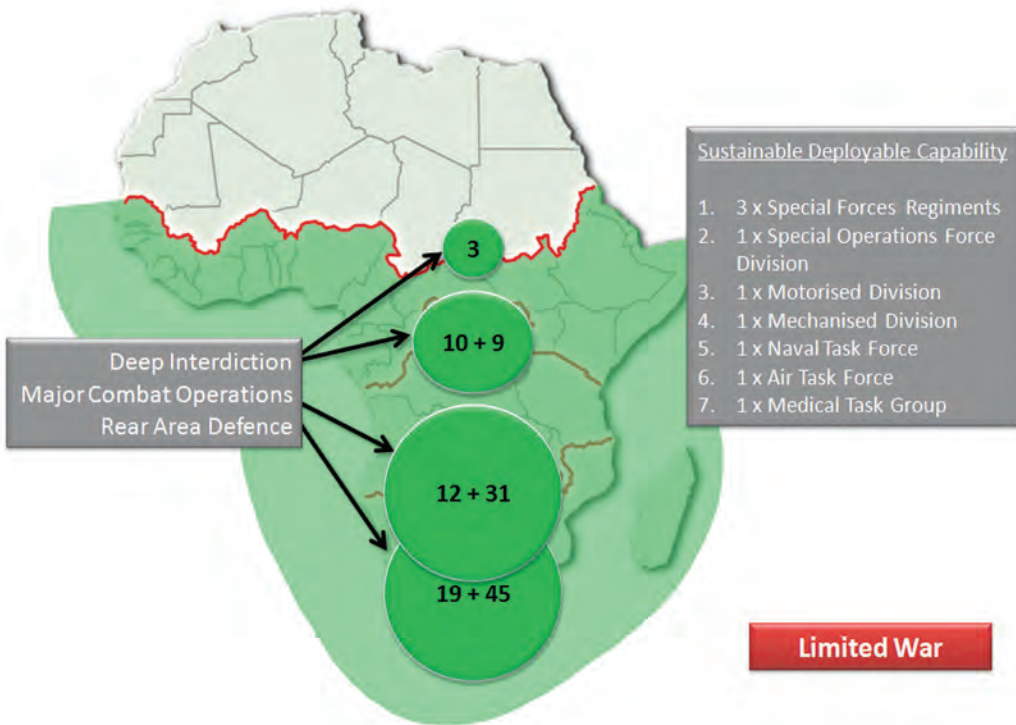 Sustainable Deployable Capability
1. 3 x Special Forces Regiments
2. 1 x Special Operations Force
Division
3. 1 x Motorised Division
4. 1 x Mechanised Division
5. 1 x Naval Task Force
6. 1 x Air Task Force
7. 1 x Medical Task Group
3
10 + 9
Deep Interdiction
Major Combat Operations
Rear Area Defence
12 + 31
19 + 45
Limited War